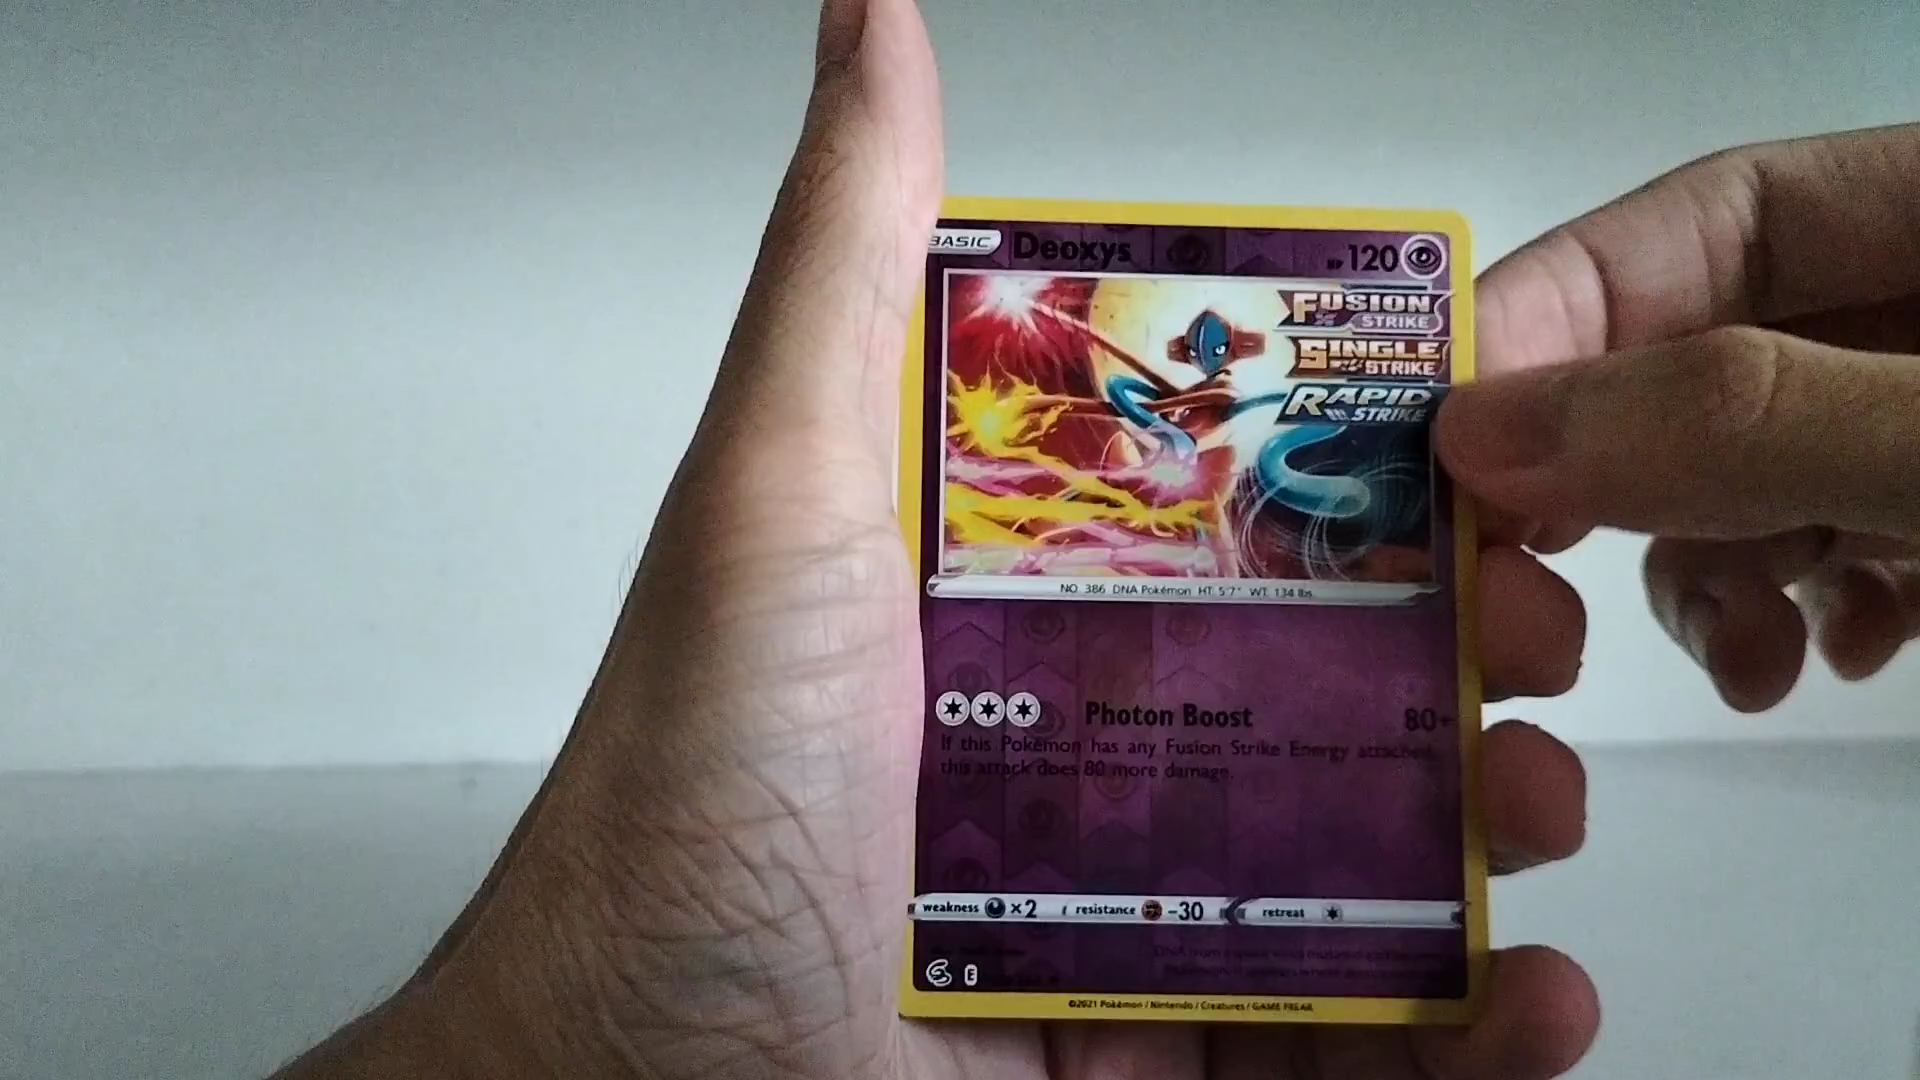 BASIC Deoxys HP 120
FUSION
STRIKE
SINGLE
STRIKE
RAPID
STRIKE
NO. 386 DNA Pokémon HT: 5'7" WT: 134 lbs.
Photon Boost 80+
If this Pokémon has any Fusion Strike Energy attached,
this attack does 80 more damage.
weakness ×2 resistance -30 retreat
E
©2021 Pokémon / Nintendo / Creatures / GAME FREAK